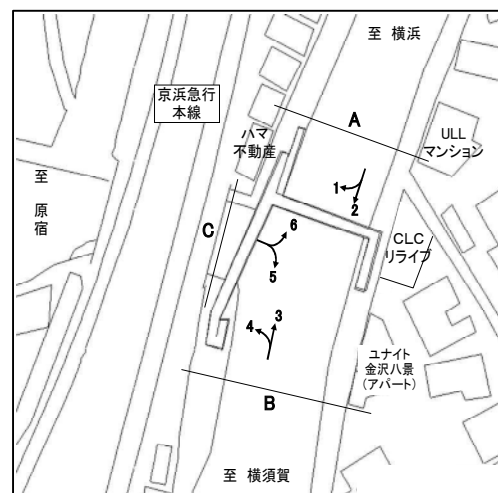 至 横浜
京浜急行
本線
A
ハマ
不動産
ULL
マンション
1
2
至
原
宿
C
6
5
CLC
リライブ
4
3
ユナイト
金沢八景
(アパート)
B
至 横須賀